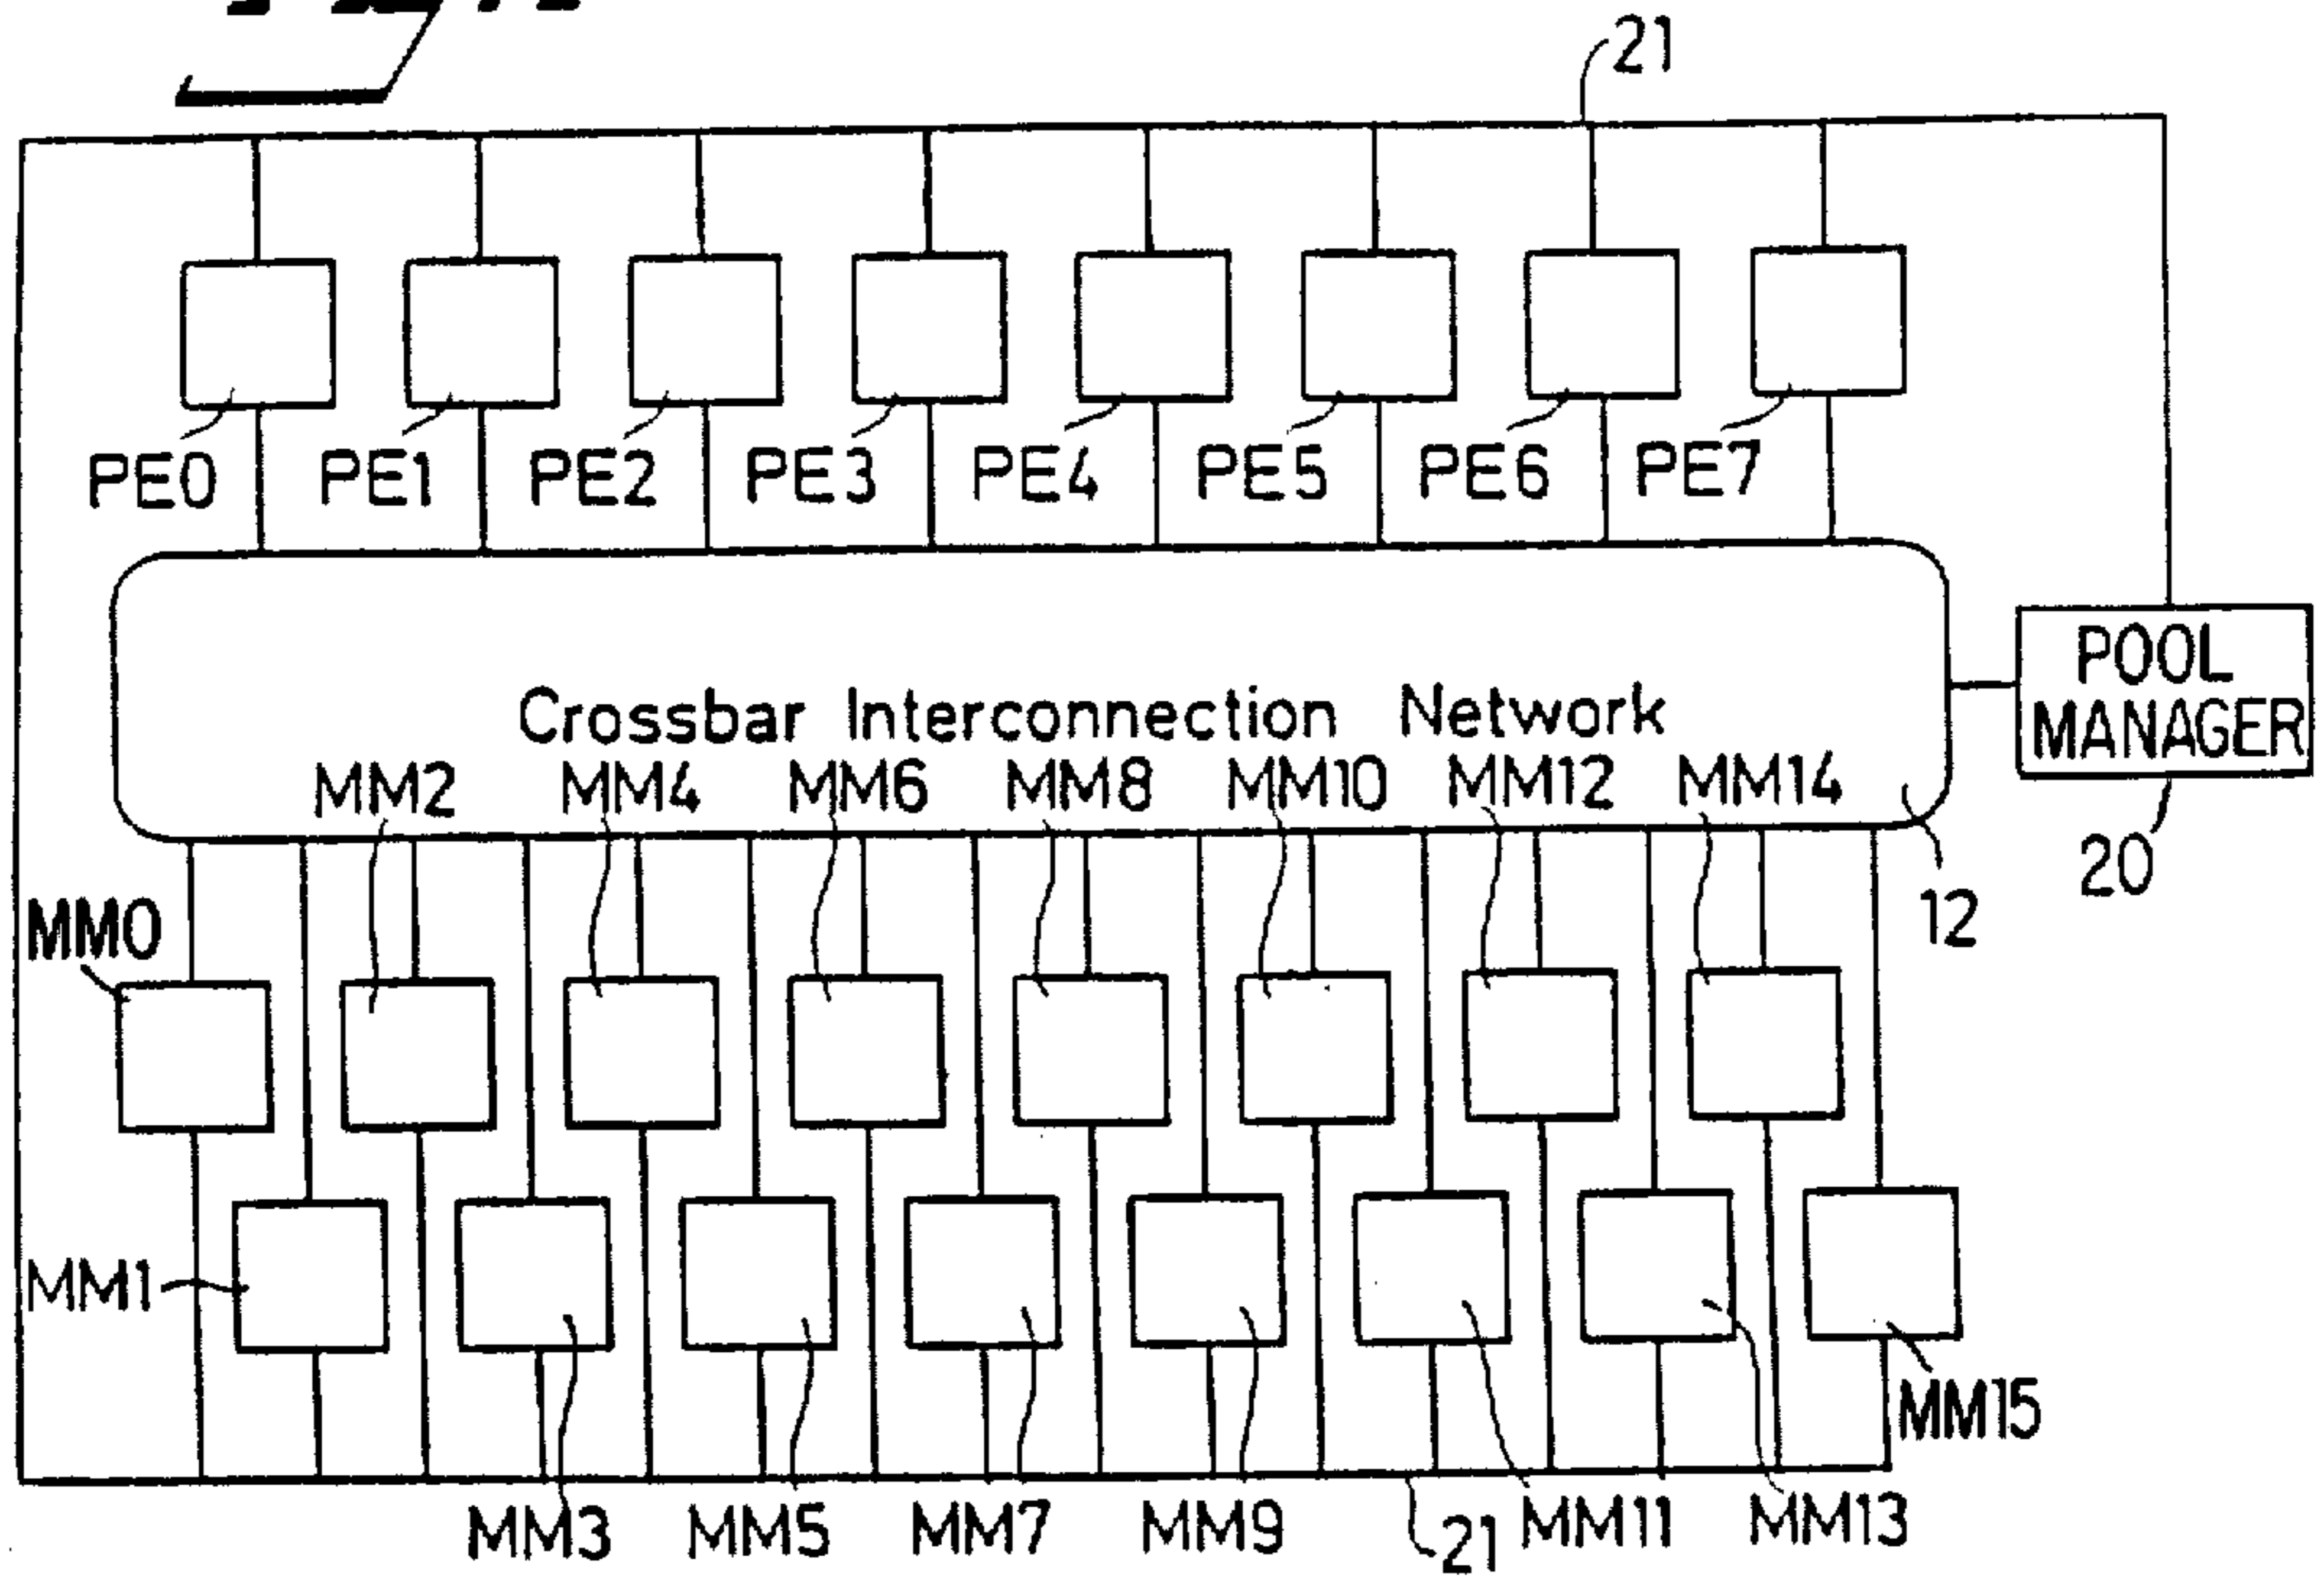 21
PE0 PE1 PE2 PE3 PE4 PE5 PE6 PE7
POOL
MANAGER
Crossbar Interconnection Network
MM2 MM4 MM6 MM8 MM10 MM12 MM14
20
12
MM0
MM1
MM15
MM3 MM5 MM7 MM9 21 MM11 MM13